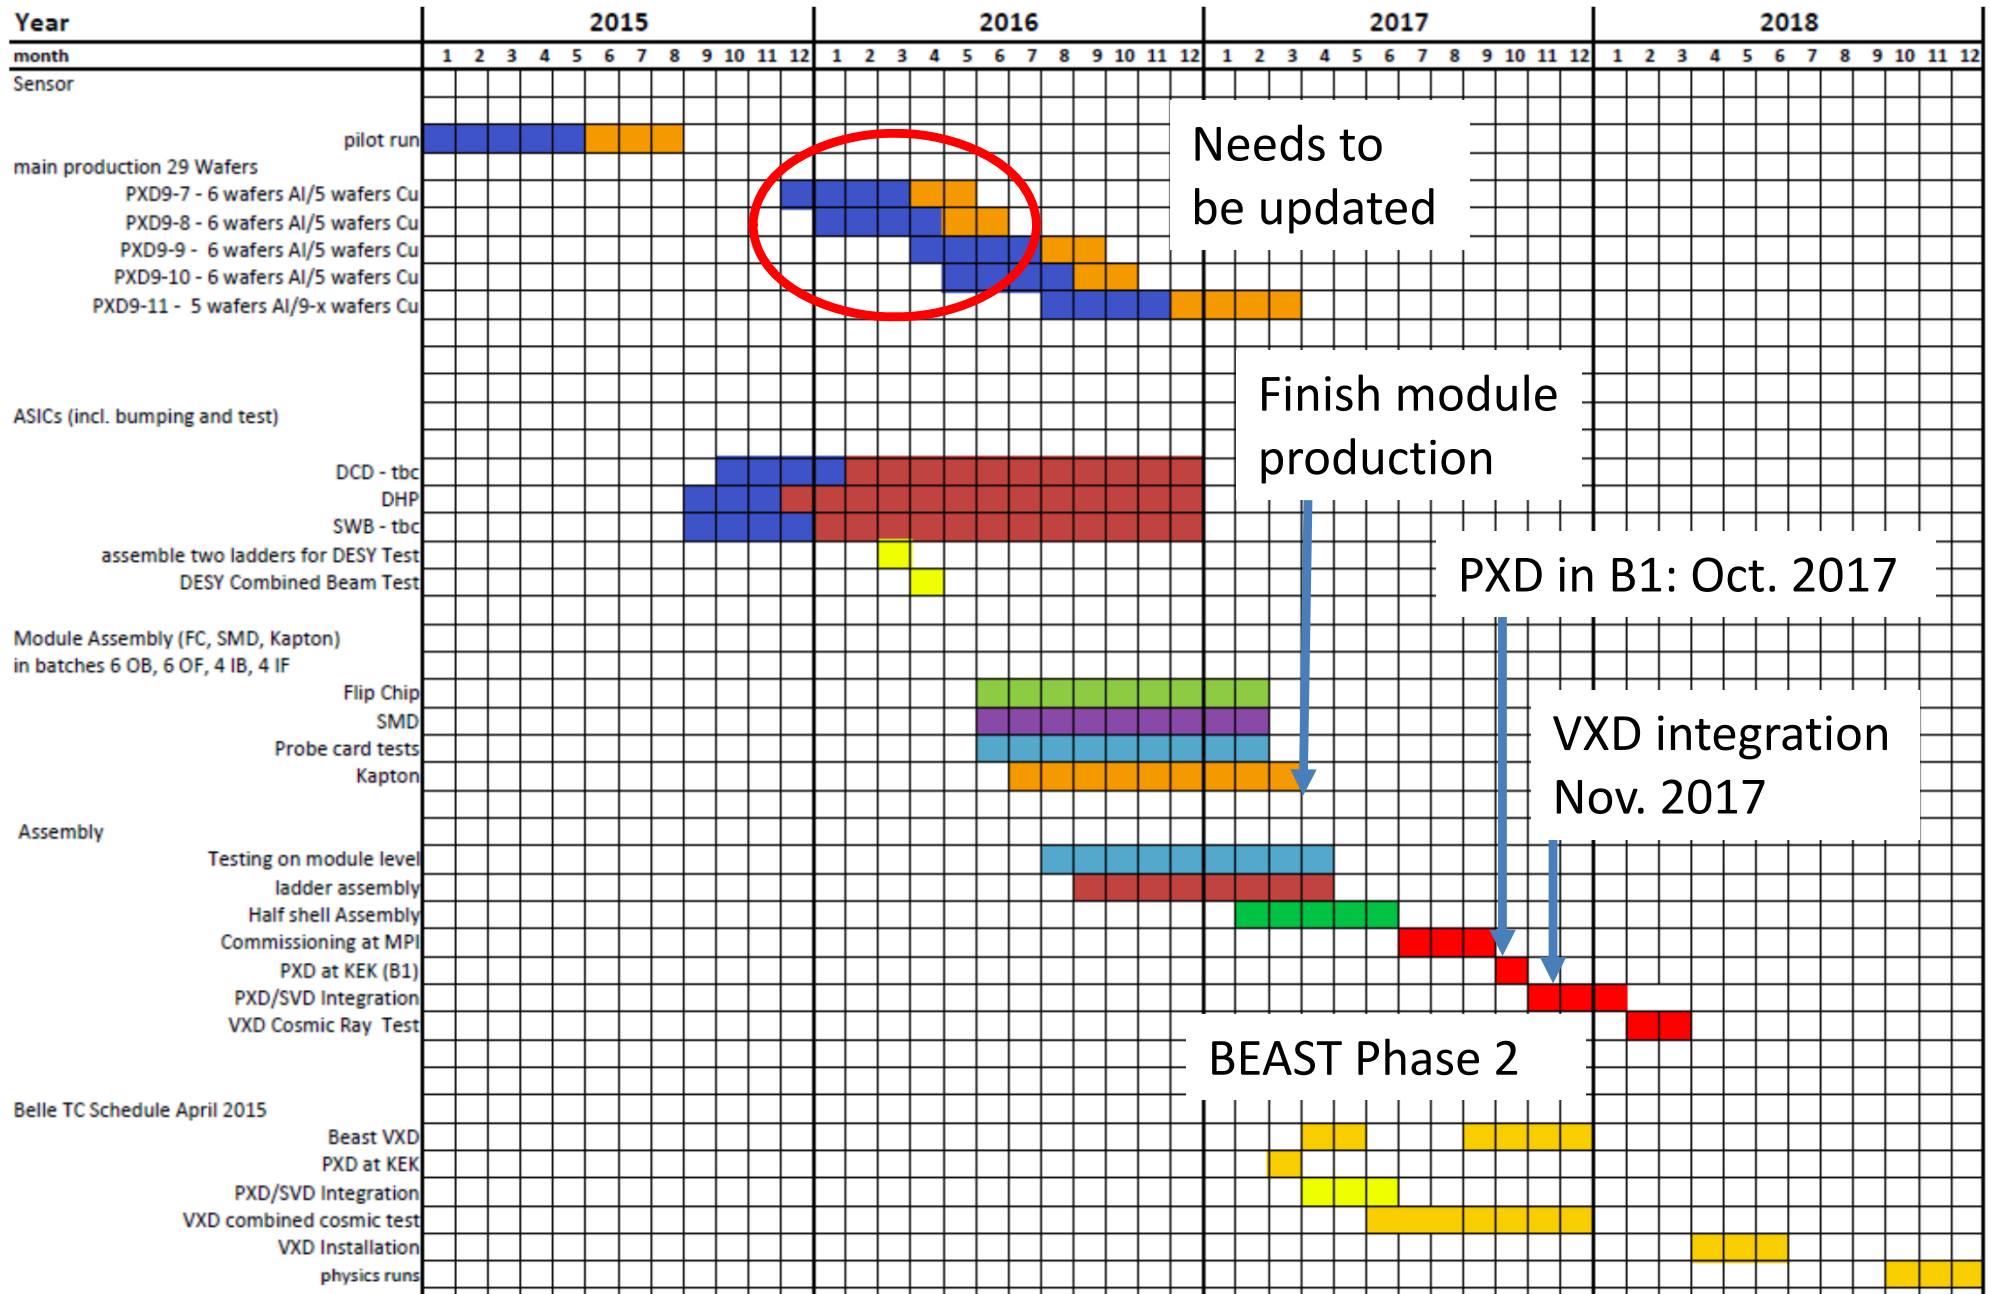 Year 2015 2016 2017 2018
month 1 2 3 4 5 6 7 8 9 10 11 12 1 2 3 4 5 6 7 8 9 10 11 12 1 2 3 4 5 6 7 8 9 10 11 12 1 2 3 4 5 6 7 8 9 10 11 12
Sensor
pilot run
main production 29 Wafers
PXD9-7 - 6 wafers Al/5 wafers Cu
PXD9-8 - 6 wafers Al/5 wafers Cu
PXD9-9 - 6 wafers Al/5 wafers Cu
PXD9-10 - 6 wafers Al/5 wafers Cu
PXD9-11 - 5 wafers Al/9-x wafers Cu
Needs to
be updated
ASICs (incl. bumping and test)
DCD - tbc
DHP
SWB - tbc
assemble two ladders for DESY Test
DESY Combined Beam Test
Finish module
production
PXD in B1: Oct. 2017
Module Assembly (FC, SMD, Kapton)
in batches 6 OB, 6 OF, 4 IB, 4 IF
Flip Chip
SMD
Probe card tests
Kapton
VXD integration
Nov. 2017
Assembly
Testing on module level
ladder assembly
Half shell Assembly
Commissioning at MPI
PXD at KEK (B1)
PXD/SVD Integration
VXD Cosmic Ray Test
BEAST Phase 2
Belle TC Schedule April 2015
Beast VXD
PXD at KEK
PXD/SVD Integration
VXD combined cosmic test
VXD Installation
physics runs